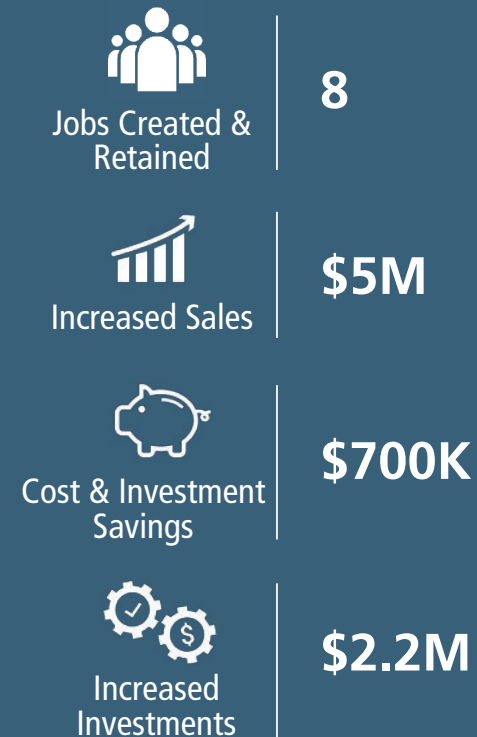 Jobs Created &
Retained
8
Increased Sales
$5M
Cost & Investment
Savings
$700K
$
Increased
Investments
$2.2M